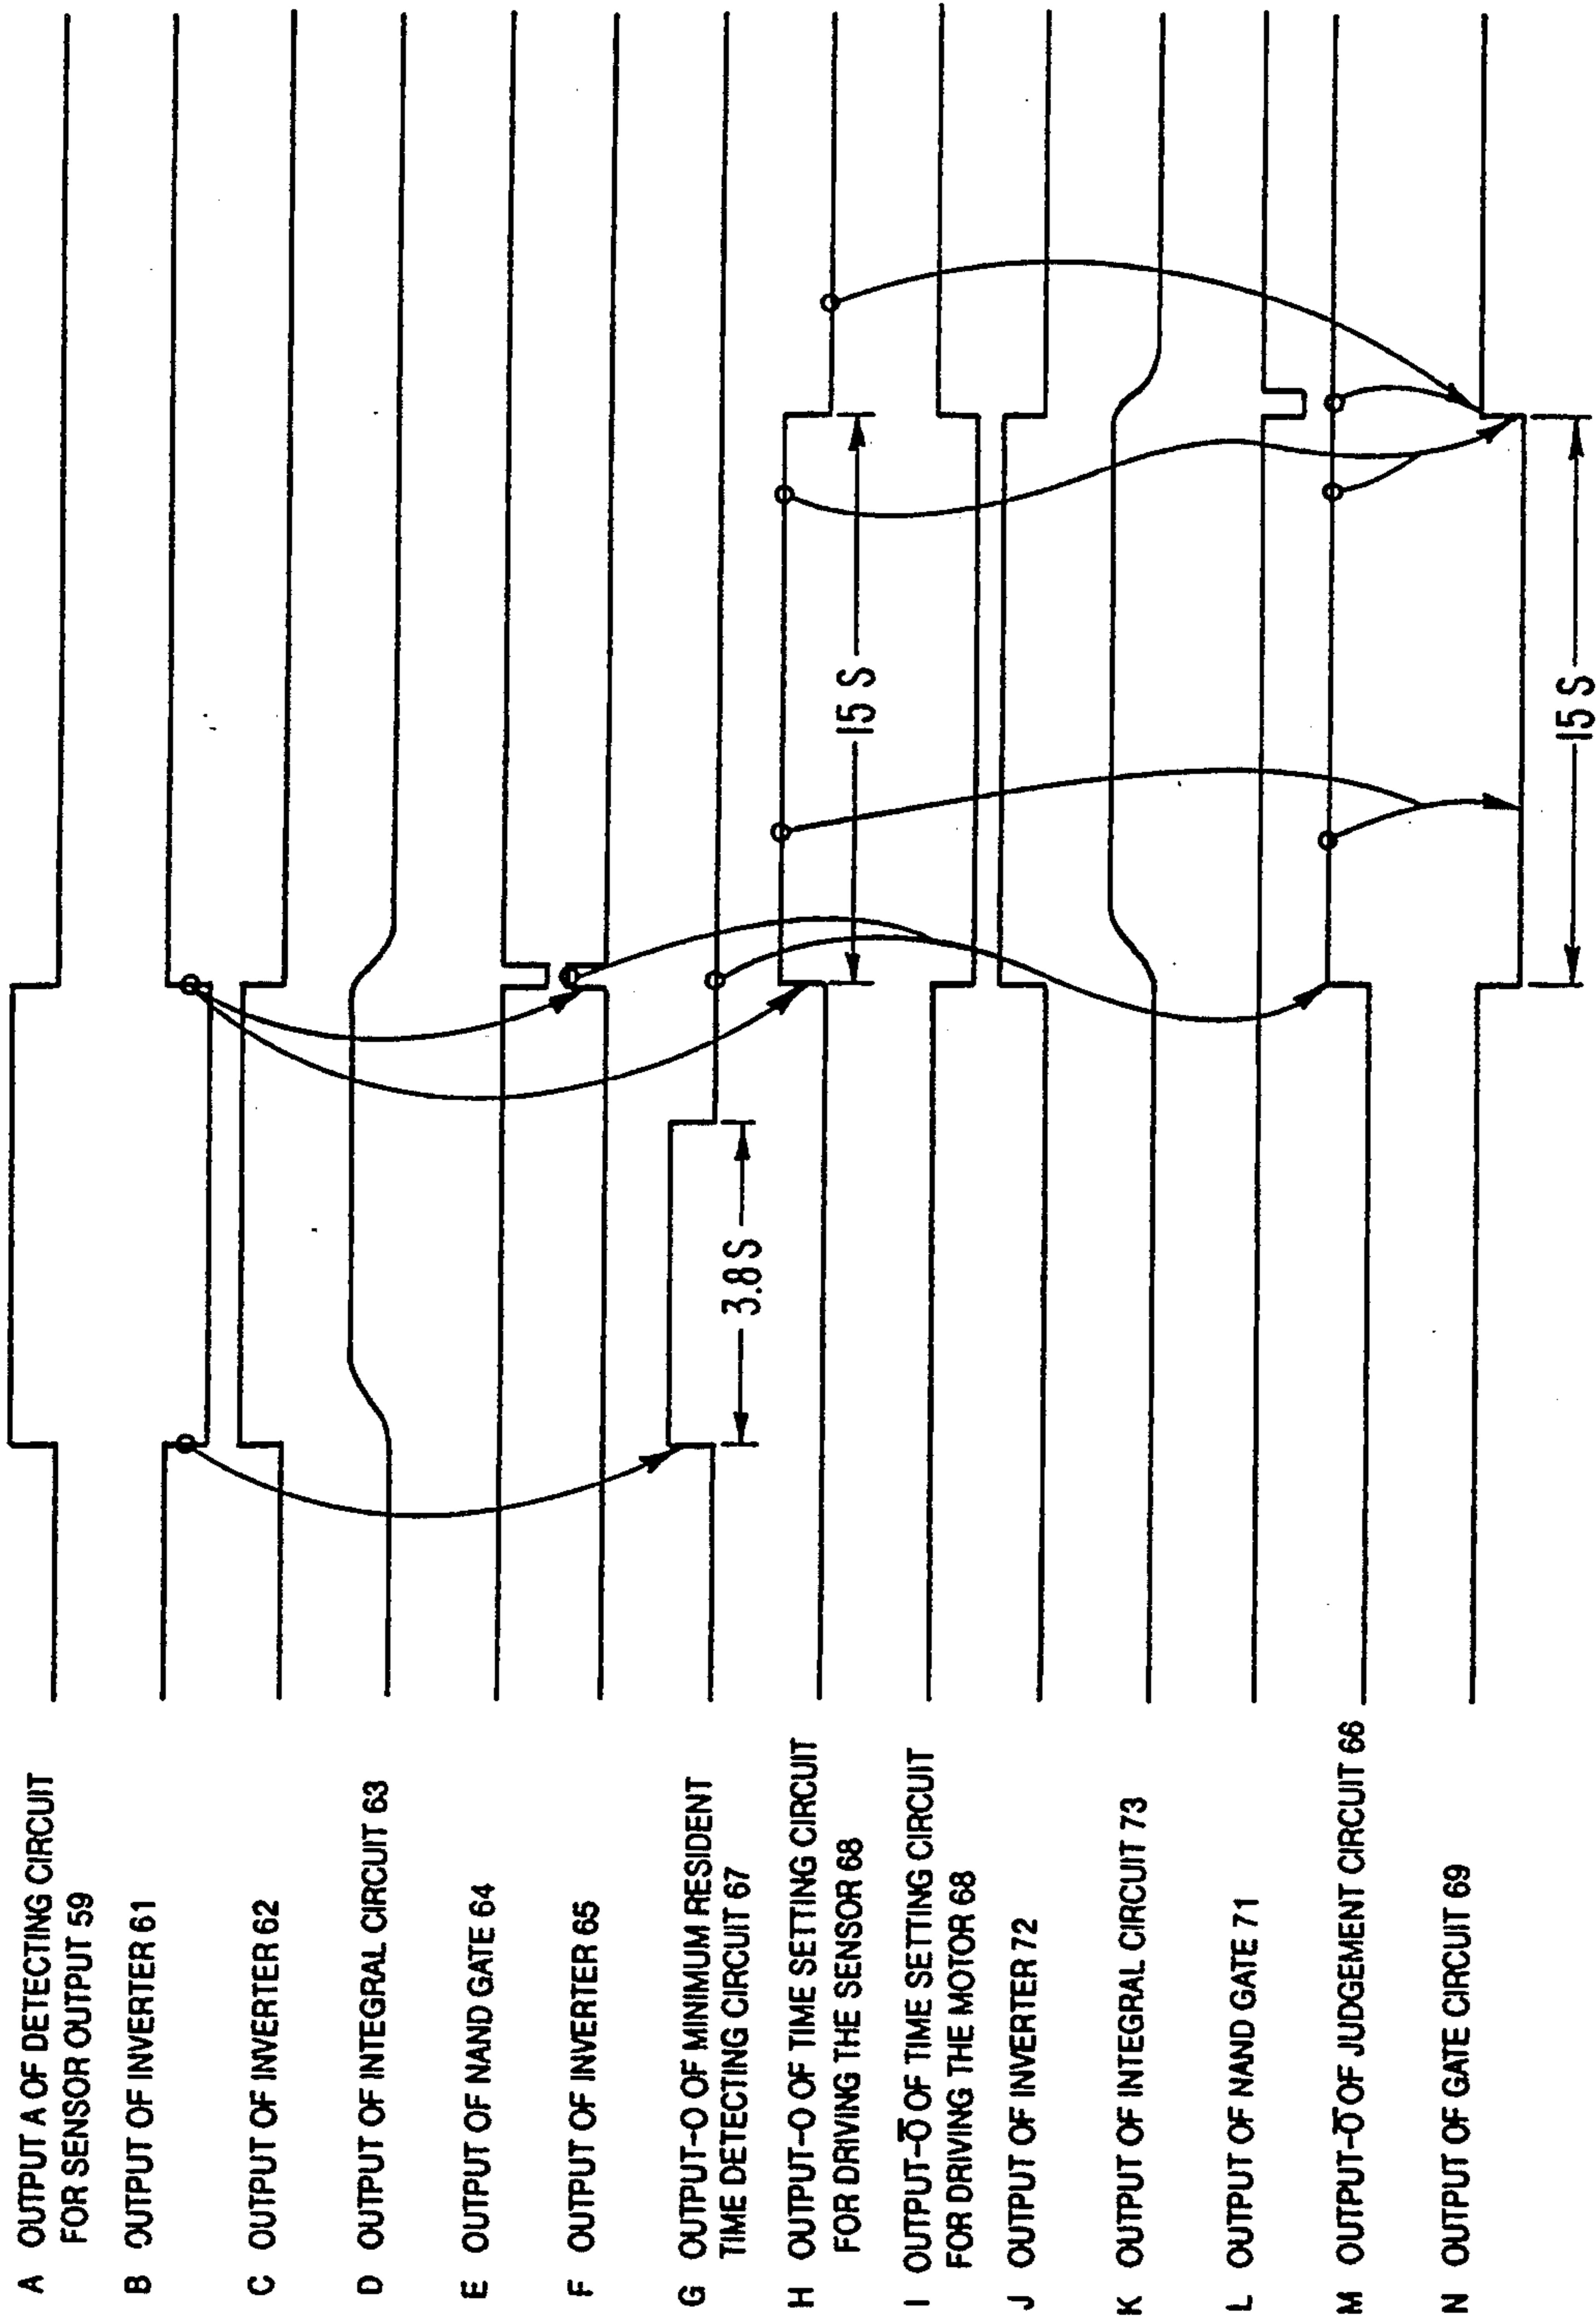 A OUTPUT A OF DETECTING CIRCUIT
FOR SENSOR OUTPUT 59
B OUTPUT OF INVERTER 61
C OUTPUT OF INVERTER 62
D OUTPUT OF INTEGRAL CIRCUIT 63
E OUTPUT OF NAND GATE 64
F OUTPUT OF INVERTER 65
G OUTPUT-O OF MINIMUM RESIDENT
TIME DETECTING CIRCUIT 67
3.8 S
H OUTPUT-O OF TIME SETTING CIRCUIT
FOR DRIVING THE SENSOR 68
15 S
I OUTPUT-O̅ OF TIME SETTING CIRCUIT
FOR DRIVING THE MOTOR 68
J OUTPUT OF INVERTER 72
K OUTPUT OF INTEGRAL CIRCUIT 73
L OUTPUT OF NAND GATE 71
M OUTPUT-O̅ OF JUDGEMENT CIRCUIT 66
N OUTPUT OF GATE CIRCUIT 69
15 S